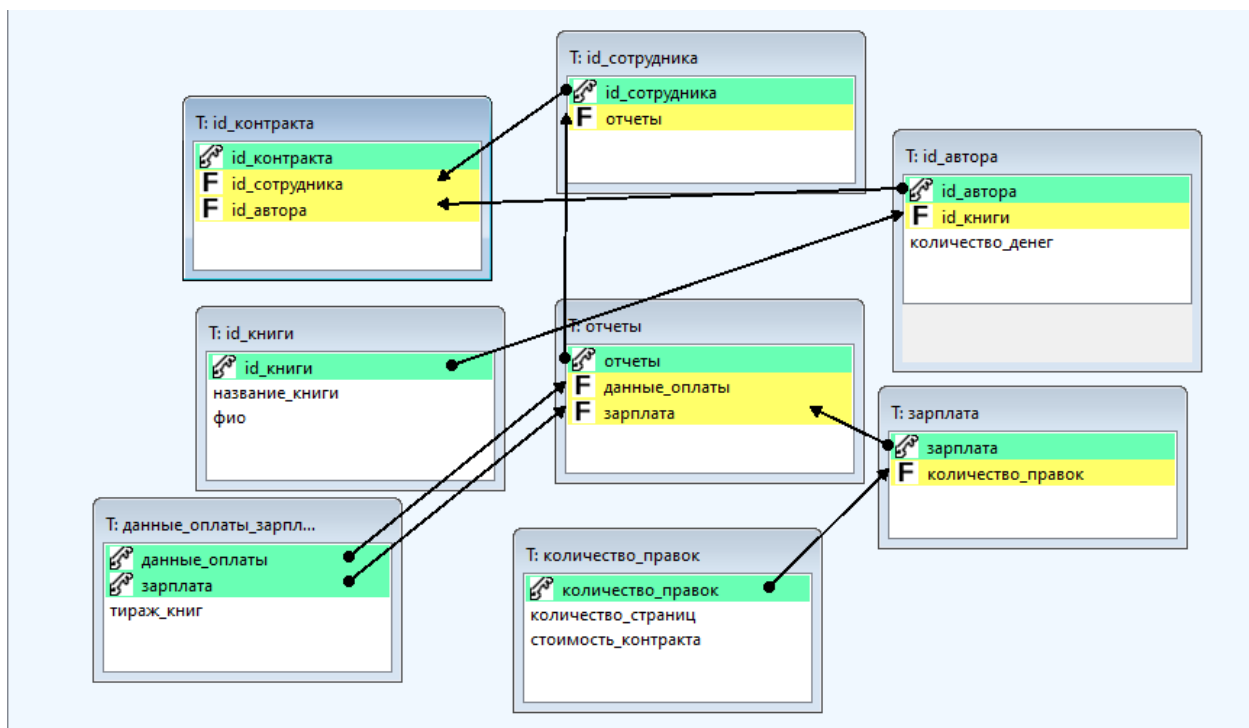 T: id_сотрудника
id_сотрудника
F отчеты
T: id_контракта
id_контракта
F id_сотрудника
F id_автора
T: id_автора
id_автора
F id_книги
количество_денег
T: id_книги
id_книги
название_книги
фио
T: отчеты
отчеты
F данные_оплаты
F зарплата
T: зарплата
зарплата
F количество_правок
T: данные_оплаты_зарпл...
данные_оплаты
зарплата
тираж_книг
T: количество_правок
количество_правок
количество_страниц
стоимость_контракта